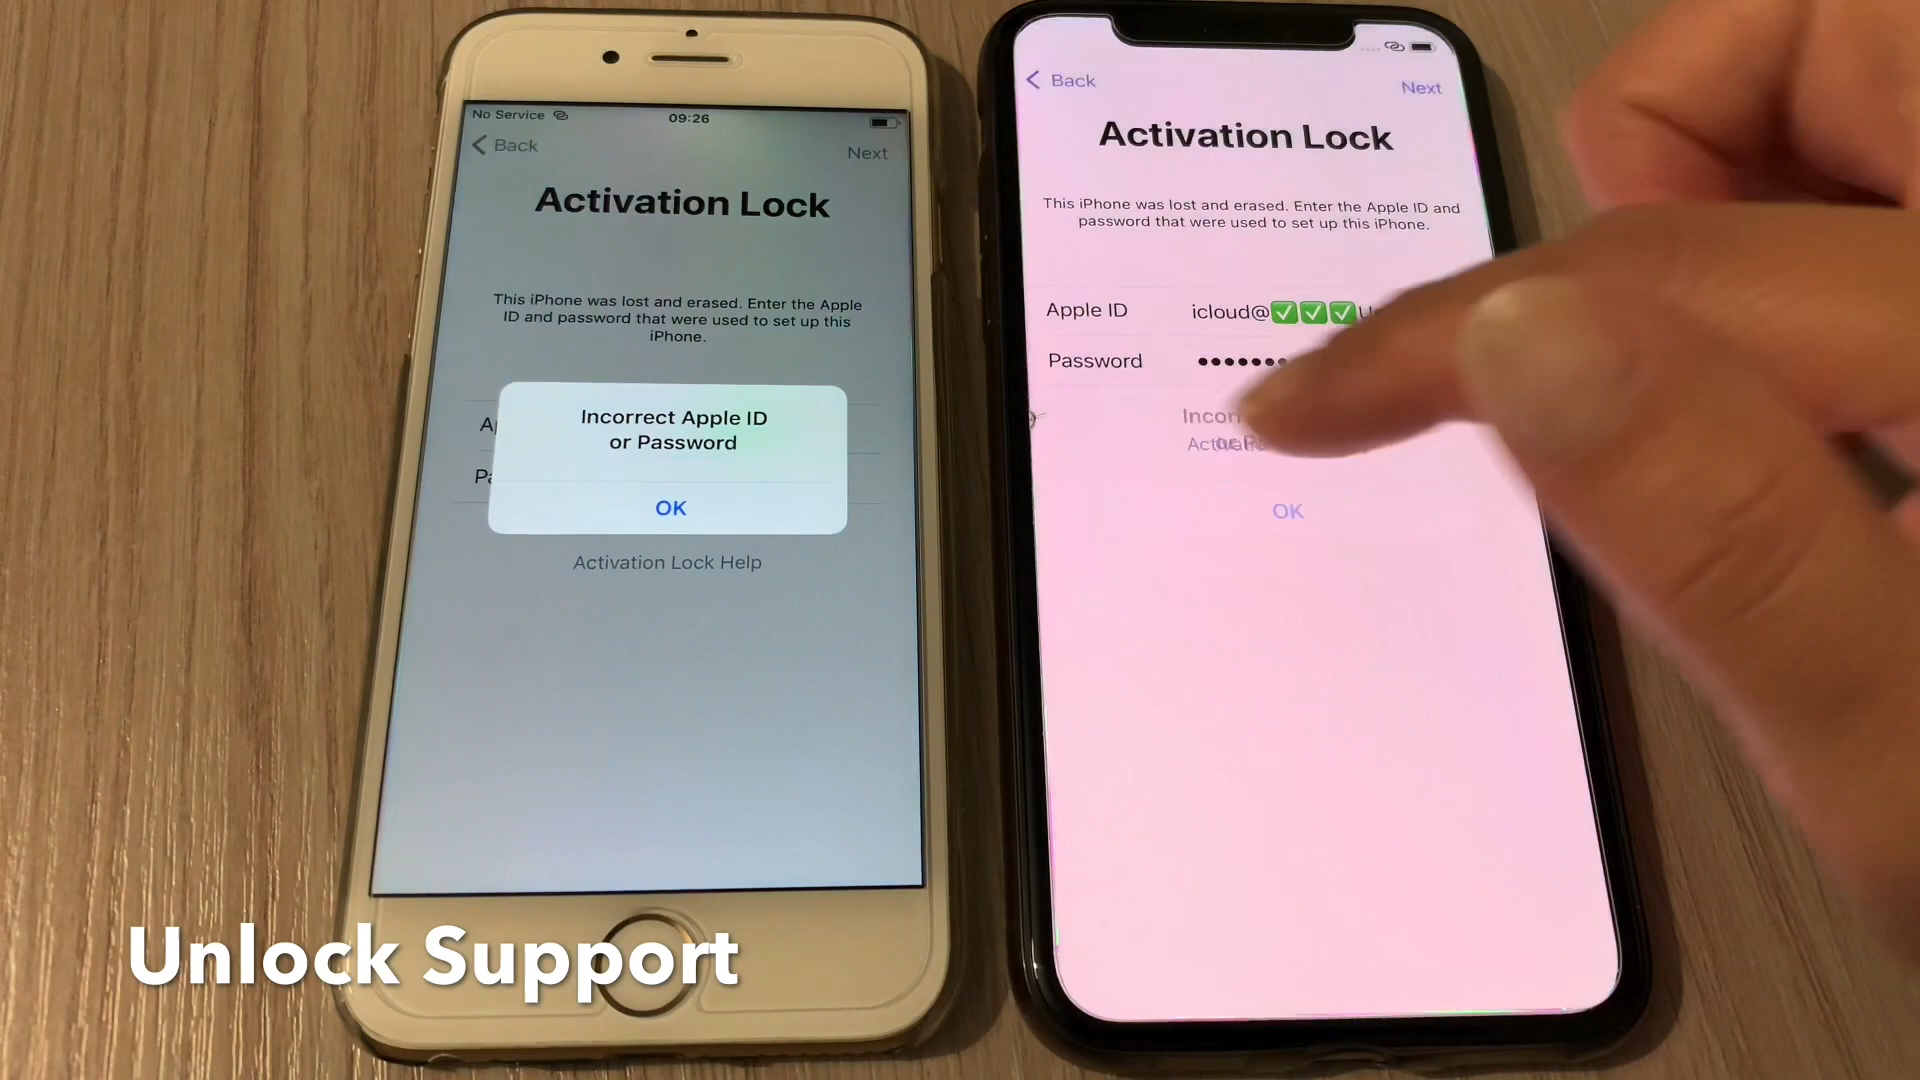 No Service
09:26
Back
Next
Activation Lock
This iPhone was lost and erased. Enter the Apple
ID and password that were used to set up this
iPhone.
Incorrect Apple ID
or Password
OK
Activation Lock Help
Back
Next
Activation Lock
This iPhone was lost and erased. Enter the Apple ID and
password that were used to set up this iPhone.
Apple ID icloud@✅✅✅
Password ●●●●●●●
OK
Unlock Support